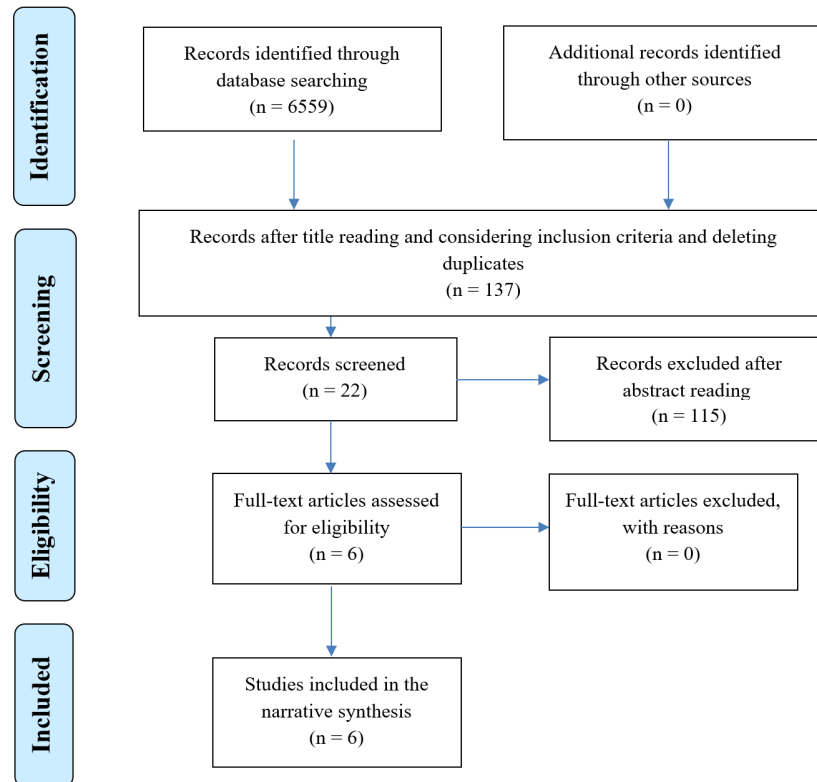 Identification
Records identified through
database searching
(n = 6559)
Additional records identified
through other sources
(n = 0)
Records after title reading and considering inclusion criteria and deleting
duplicates
(n = 137)
Screening
Records screened
(n = 22)
Records excluded after
abstract reading
(n = 115)
Eligibility
Full-text articles assessed
for eligibility
(n = 6)
Full-text articles excluded,
with reasons
(n = 0)
Included
Studies included in the
narrative synthesis
(n = 6)